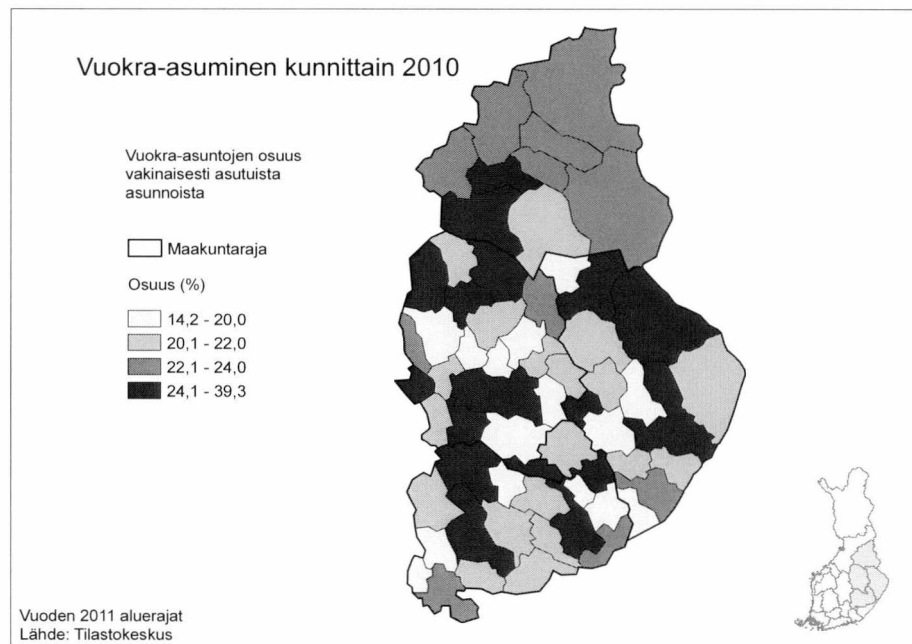 Vuokra-asuminen kunnittain 2010
Vuokra-asuntojen osuus
vakinaisesti asutuista
asunnoista
Maakuntaraja
Osuus (%)
14,2 - 20,0
20,1 - 22,0
22,1 - 24,0
24,1 - 39,3
Vuoden 2011 aluerajat
Lähde: Tilastokeskus